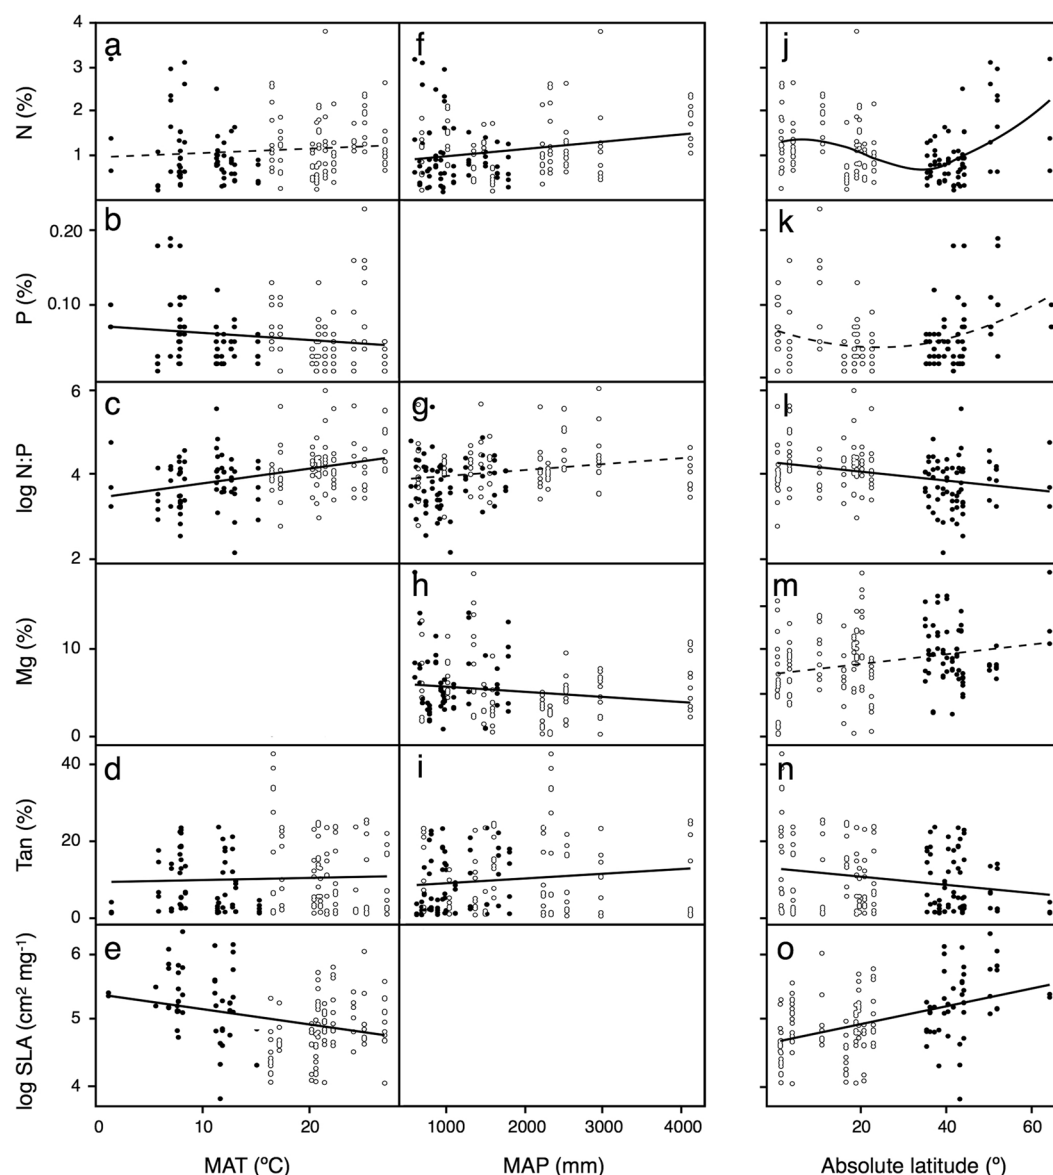 4
a
f
j
3
N (%)
2
1
b
k
0.20
P (%)
0.10
6
c
g
l
log N:P
4
2
h
m
Mg (%)
10
0
40
d
i
n
Tan (%)
20
0
e
o
log SLA (cm² mg⁻¹)
6
5
4
0 10 20 1000 2000 3000 4000 0 20 40 60
MAT (ºC) MAP (mm) Absolute latitude (º)